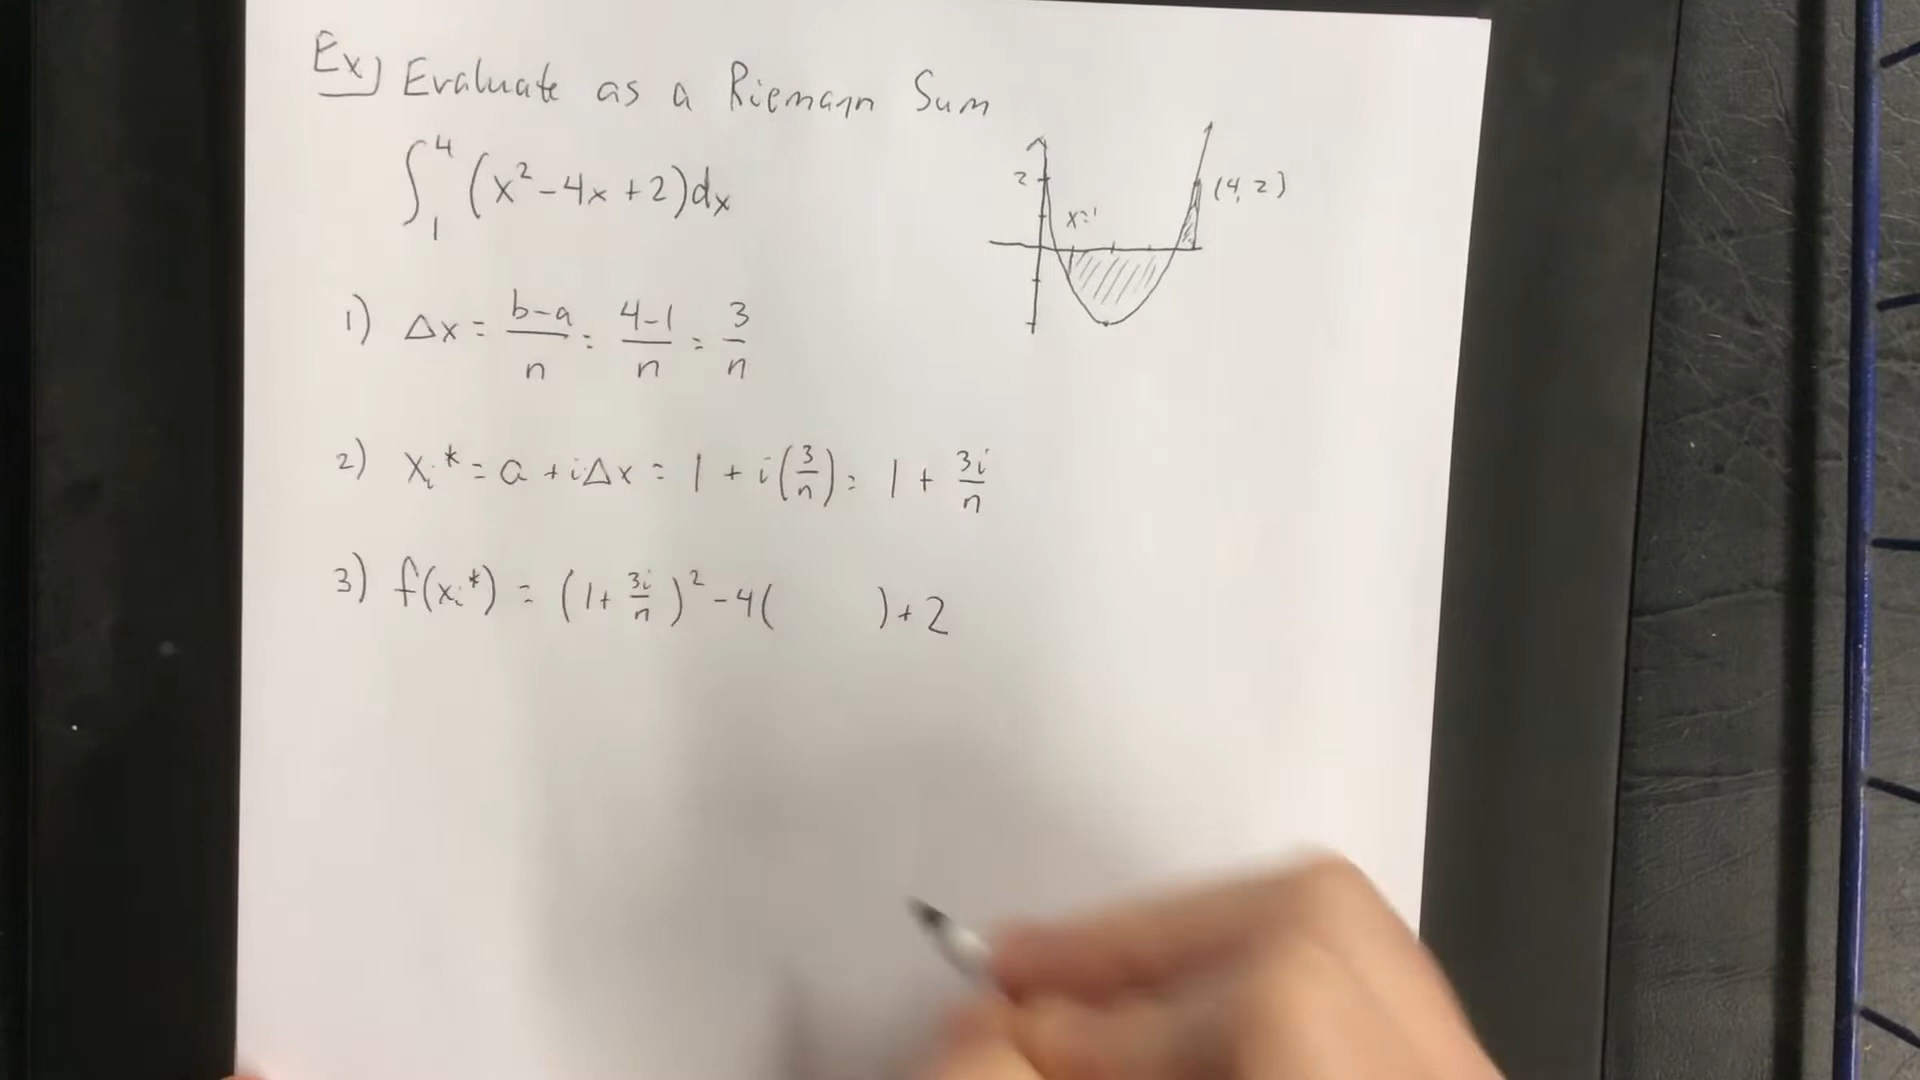 Ex) Evaluate as a Riemann Sum
∫₁⁴ (x² - 4x + 2)dx
2
x=1
(4, 2)
1) Δx = (b-a)/n = (4-1)/n = 3/n
2) xᵢ* = a + iΔx = 1 + i(3/n) = 1 + 3i/n
3) f(xᵢ*) = (1 + 3i/n)² - 4(      ) + 2